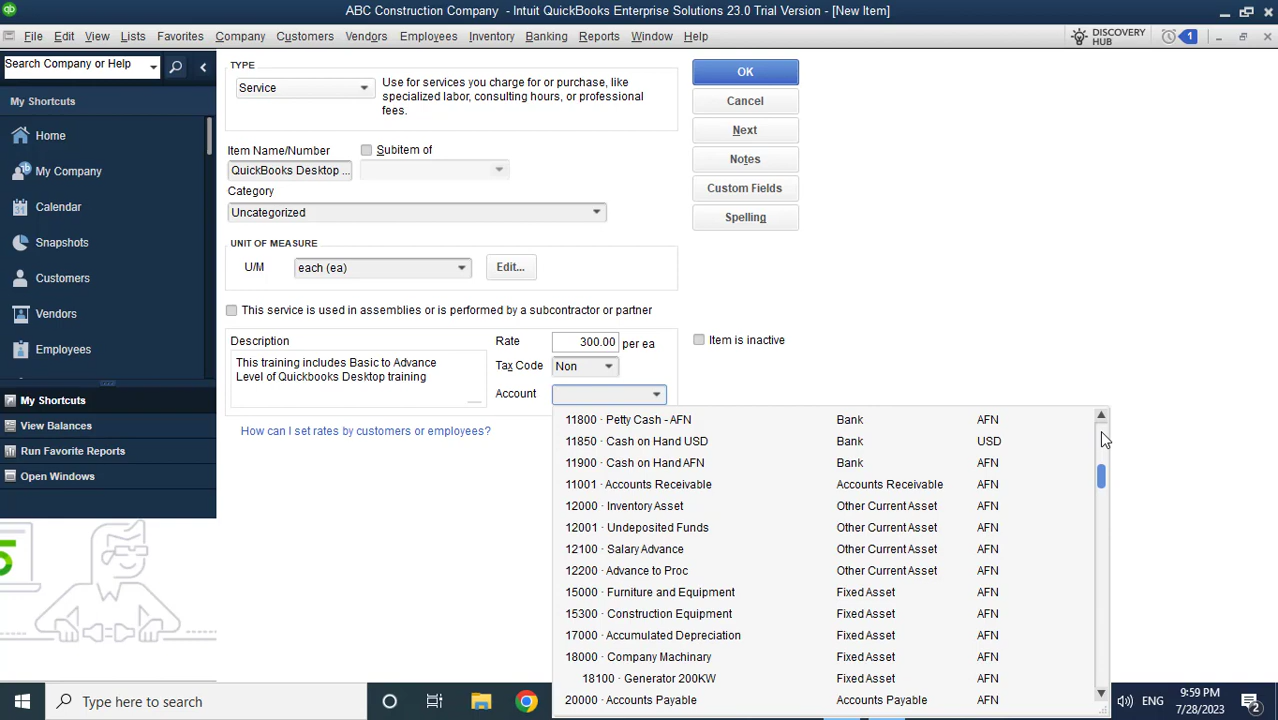 ABC Construction Company - Intuit QuickBooks Enterprise Solutions 23.0 Trial Version - [New Item]
File Edit View Lists Favorites Company Customers Vendors Employees Inventory Banking Reports Window Help
DISCOVERY HUB 1
Search Company or Help
My Shortcuts
Home
My Company
Calendar
Snapshots
Customers
Vendors
Employees
My Shortcuts
View Balances
Run Favorite Reports
Open Windows
TYPE
Service
Use for services you charge for or purchase, like
specialized labor, consulting hours, or professional
fees.
Item Name/Number Subitem of
QuickBooks Desktop ...
Category
Uncategorized
UNIT OF MEASURE
U/M each (ea) Edit...
This service is used in assemblies or is performed by a subcontractor or partner
Description
This training includes Basic to Advance
Level of Quickbooks Desktop training
Rate 300.00 per ea
Tax Code Non
Account
How can I set rates by customers or employees?
OK
Cancel
Next
Notes
Custom Fields
Spelling
Item is inactive
11800 · Petty Cash - AFN Bank AFN
11850 · Cash on Hand USD Bank USD
11900 · Cash on Hand AFN Bank AFN
11001 · Accounts Receivable Accounts Receivable AFN
12000 · Inventory Asset Other Current Asset AFN
12001 · Undeposited Funds Other Current Asset AFN
12100 · Salary Advance Other Current Asset AFN
12200 · Advance to Proc Other Current Asset AFN
15000 · Furniture and Equipment Fixed Asset AFN
15300 · Construction Equipment Fixed Asset AFN
17000 · Accumulated Depreciation Fixed Asset AFN
18000 · Company Machinery Fixed Asset AFN
18100 · Generator 200KW Fixed Asset AFN
20000 · Accounts Payable Accounts Payable AFN
Type here to search
ENG
9:59 PM
7/28/2023
2